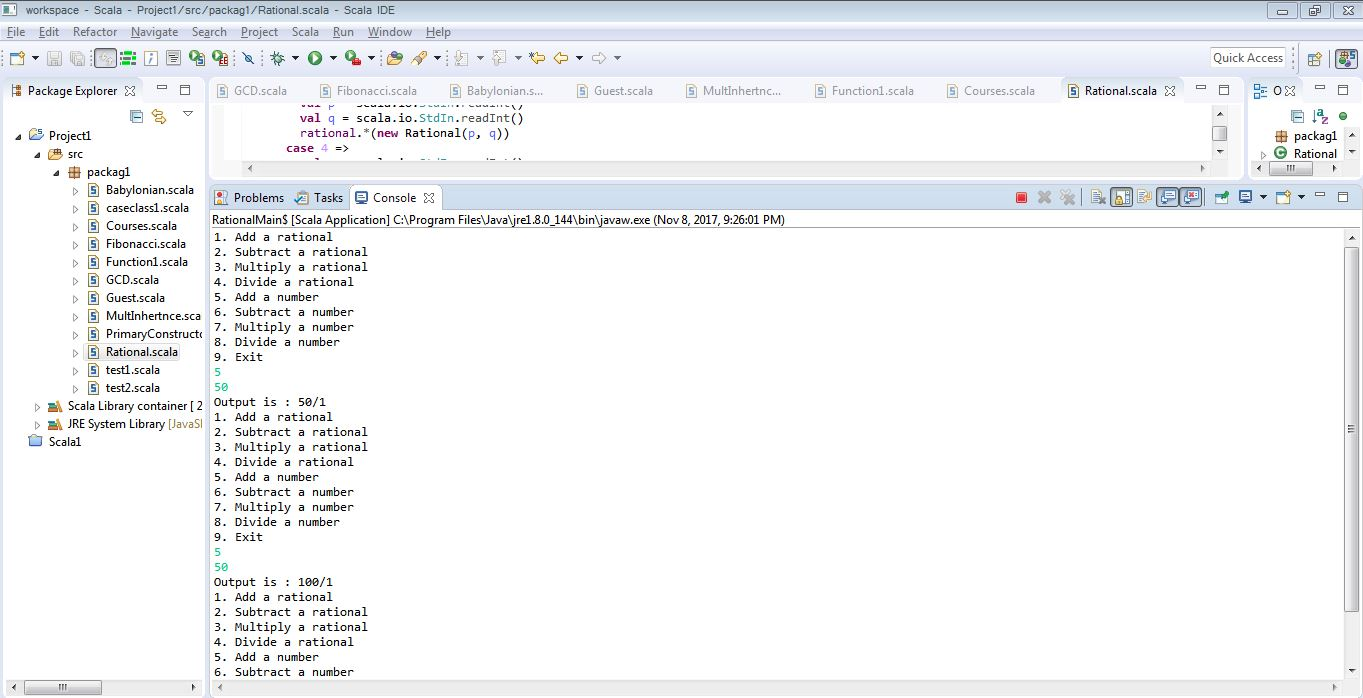 workspace - Scala - Project1/src/packag1/Rational.scala - Scala IDE
File Edit Refactor Navigate Search Project Scala Run Window Help
Quick Access
Package Explorer
GCD.scala Fibonacci.scala Babylonian.s... Guest.scala MultInhertnc... Function1.scala Courses.scala Rational.scala
O
val p = scala.io.StdIn.readInt()
val q = scala.io.StdIn.readInt()
rational.*(new Rational(p, q))
case 4 =>
packag1
Rational
Project1
src
packag1
Babylonian.scala
caseclass1.scala
Courses.scala
Fibonacci.scala
Function1.scala
GCD.scala
Guest.scala
MultInhertnce.sca
PrimaryConstructo
Rational.scala
test1.scala
test2.scala
Scala Library container [ 2
JRE System Library [JavaS
Scala1
Problems Tasks Console
RationalMain$ [Scala Application] C:\Program Files\Java\jre1.8.0_144\bin\javaw.exe (Nov 8, 2017, 9:26:01 PM)
1. Add a rational
2. Subtract a rational
3. Multiply a rational
4. Divide a rational
5. Add a number
6. Subtract a number
7. Multiply a number
8. Divide a number
9. Exit
5
50
Output is : 50/1
1. Add a rational
2. Subtract a rational
3. Multiply a rational
4. Divide a rational
5. Add a number
6. Subtract a number
7. Multiply a number
8. Divide a number
9. Exit
5
50
Output is : 100/1
1. Add a rational
2. Subtract a rational
3. Multiply a rational
4. Divide a rational
5. Add a number
6. Subtract a number